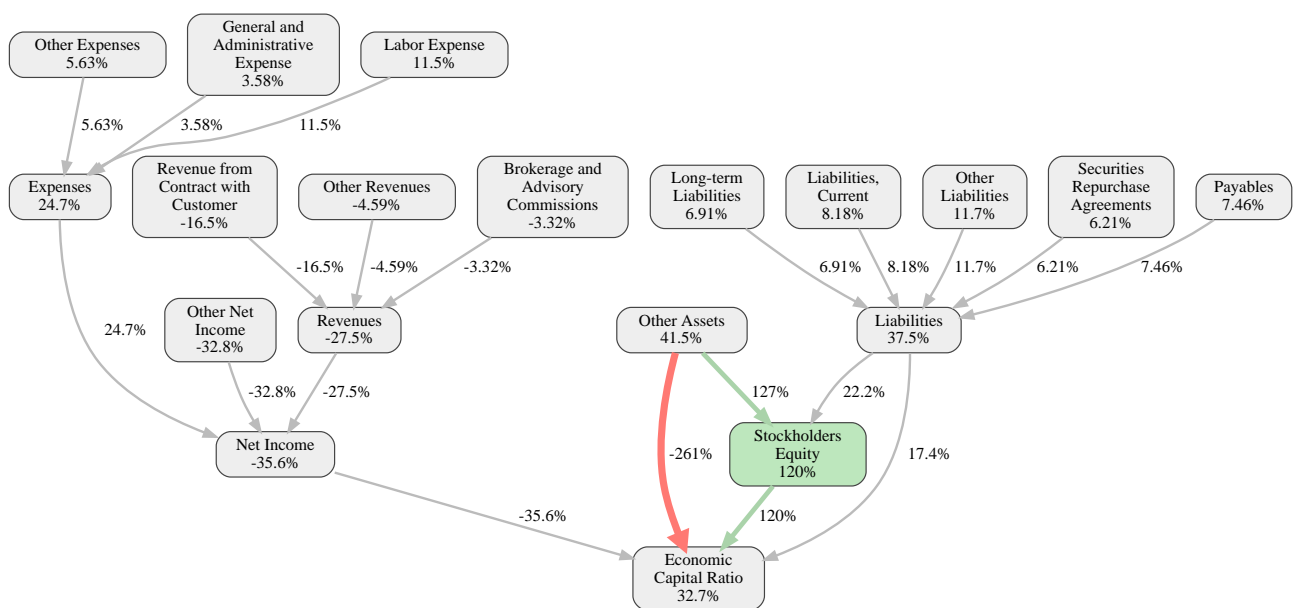 Other Expenses
5.63%
General and
Administrative
Expense
3.58%
Labor Expense
11.5%
5.63%
3.58%
11.5%
Expenses
24.7%
Revenue from
Contract with
Customer
-16.5%
Other Revenues
-4.59%
Brokerage and
Advisory
Commissions
-3.32%
Long-term
Liabilities
6.91%
Liabilities,
Current
8.18%
Other
Liabilities
11.7%
Securities
Repurchase
Agreements
6.21%
Payables
7.46%
-16.5%
-4.59%
-3.32%
6.91%
8.18%
11.7%
6.21%
7.46%
24.7%
Other Net
Income
-32.8%
Revenues
-27.5%
Other Assets
41.5%
Liabilities
37.5%
-32.8%
-27.5%
127%
22.2%
Net Income
-35.6%
-261%
Stockholders
Equity
120%
17.4%
-35.6%
120%
Economic
Capital Ratio
32.7%